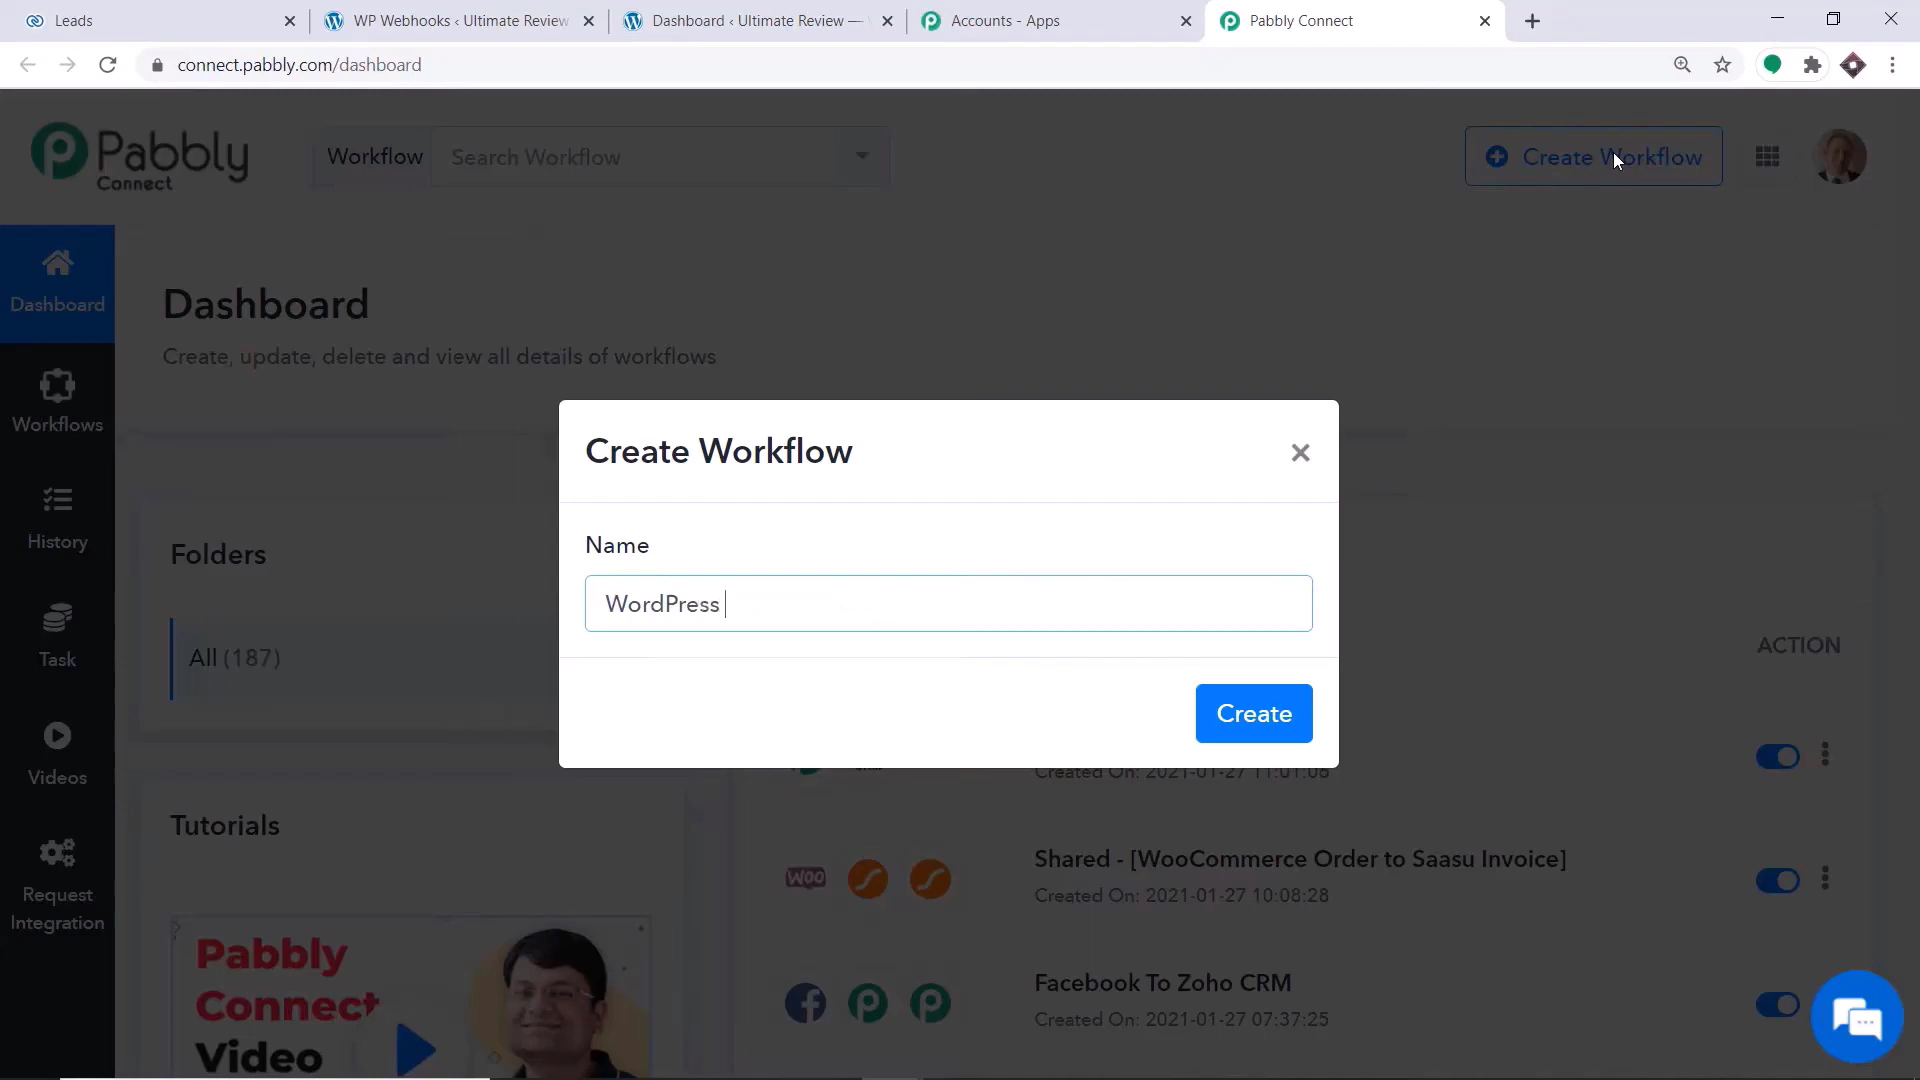 Leads
WP Webhooks ‹ Ultimate Review
Dashboard ‹ Ultimate Review —
Accounts - Apps
Pabbly Connect
connect.pabbly.com/dashboard
Pabbly
Connect
Workflow
Search Workflow
Create Workflow
Dashboard
Workflows
History
Task
Videos
Request
Integration
Dashboard
Create, update, delete and view all details of workflows
Folders
All (187)
Tutorials
Pabbly
Connect
Video
Create Workflow
Name
WordPress
Create
ACTION
Created On: 2021-01-27 11:01:06
Woo
Shared - [WooCommerce Order to Saasu Invoice]
Created On: 2021-01-27 10:08:28
Facebook To Zoho CRM
Created On: 2021-01-27 07:37:25